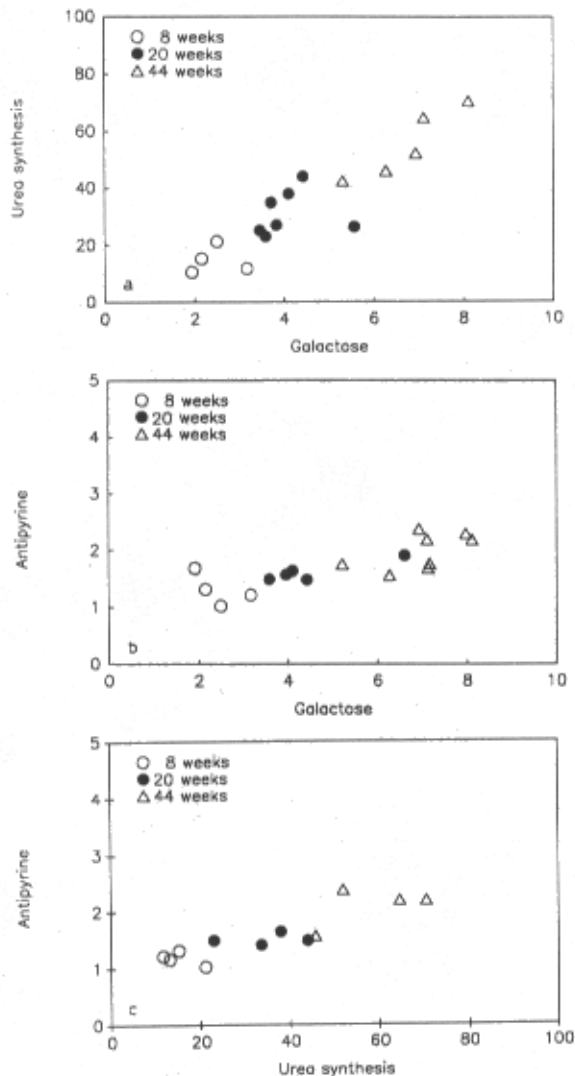 100
80
60
40
20
0
Urea synthesis
○ 8 weeks
● 20 weeks
△ 44 weeks
a
0 2 4 6 8 10
Galactose
5
4
3
2
1
0
Antipyrine
○ 8 weeks
● 20 weeks
△ 44 weeks
b
0 2 4 6 8 10
Galactose
5
4
3
2
1
0
Antipyrine
○ 8 weeks
● 20 weeks
△ 44 weeks
c
0 20 40 60 80 100
Urea synthesis